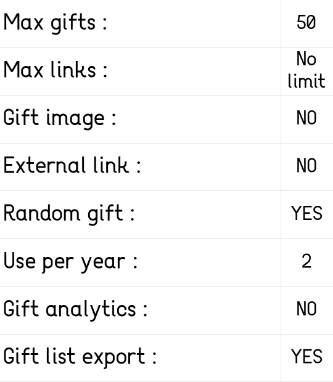 Max gifts : 50
Max links : No limit
Gift image : NO
External link : NO
Random gift : YES
Use per year : 2
Gift analytics : NO
Gift list export : YES